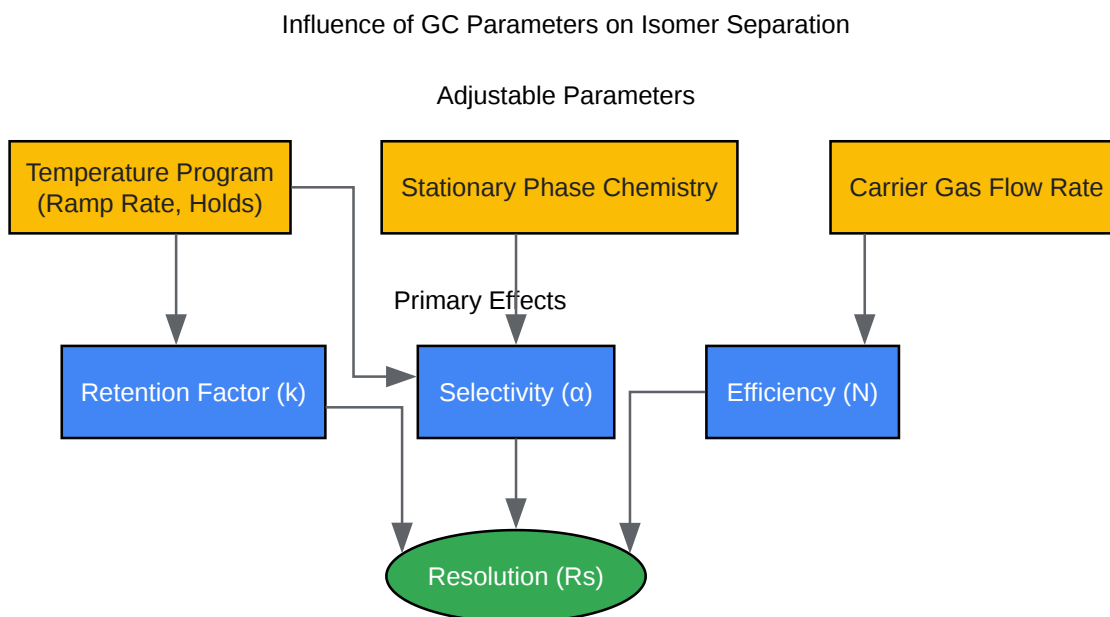 Influence of GC Parameters on Isomer Separation
Adjustable Parameters
Temperature Program
(Ramp Rate, Holds)
Stationary Phase Chemistry
Carrier Gas Flow Rate
Primary Effects
Retention Factor (k)
Selectivity (α)
Efficiency (N)
Resolution (Rs)